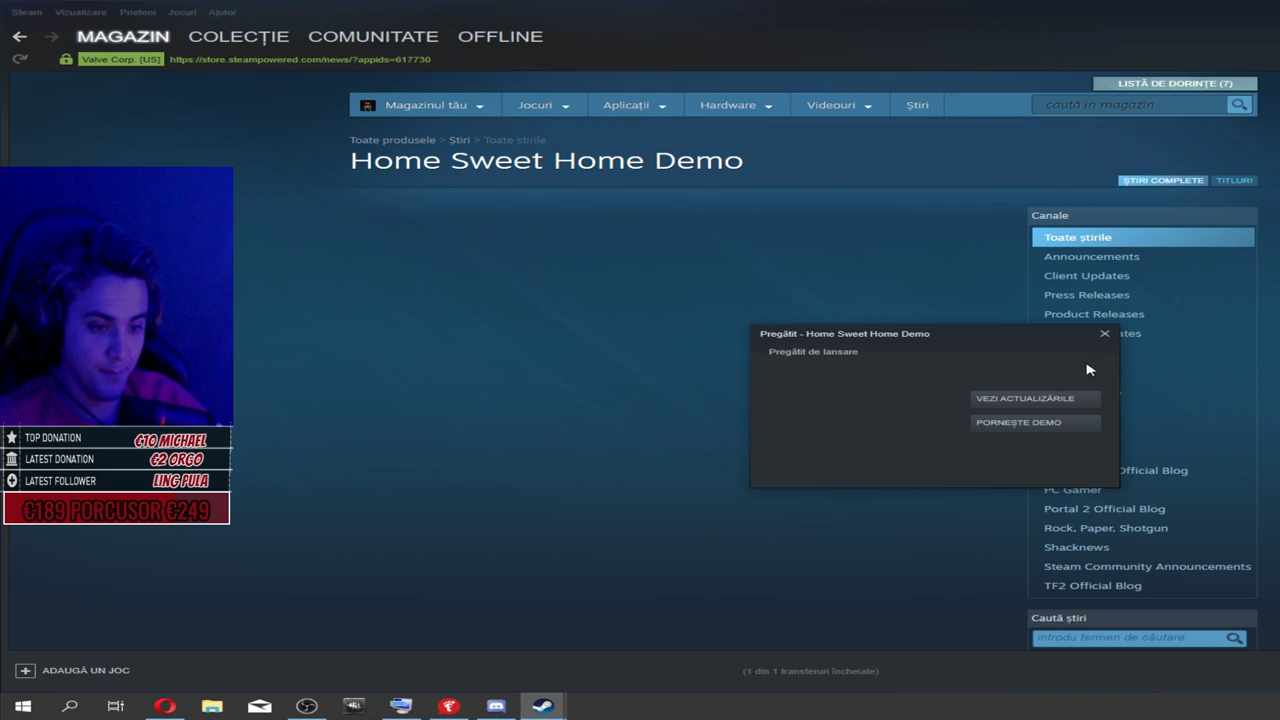 Steam Vizualizare Prieteni Jocuri Ajutor
MAGAZIN COLECȚIE COMUNITATE OFFLINE
Valve Corp. [US] https://store.steampowered.com/news/?appids=617730
LISTĂ DE DORINȚE (7)
Magazinul tău Jocuri Aplicații Hardware Videouri Știri caută in magazin
Toate produsele > Știri > Toate știrile
Home Sweet Home Demo
ȘTIRI COMPLETE TITLURI
Canale
Toate știrile
Announcements
Client Updates
Press Releases
Product Releases
Pregătit - Home Sweet Home Demo
Pregătit de lansare
VEZI ACTUALIZĂRILE
PORNEȘTE DEMO
Official Blog
PC Gamer
Portal 2 Official Blog
Rock, Paper, Shotgun
Shacknews
Steam Community Announcements
TF2 Official Blog
Caută știri
introdu termen de căutare
TOP DONATION €10 MICHAEL
LATEST DONATION €2 ORGO
LATEST FOLLOWER LING PULA
€189 PORCUSOR €249
ADAUGĂ UN JOC
(1 din 1 transferuri încheiate)